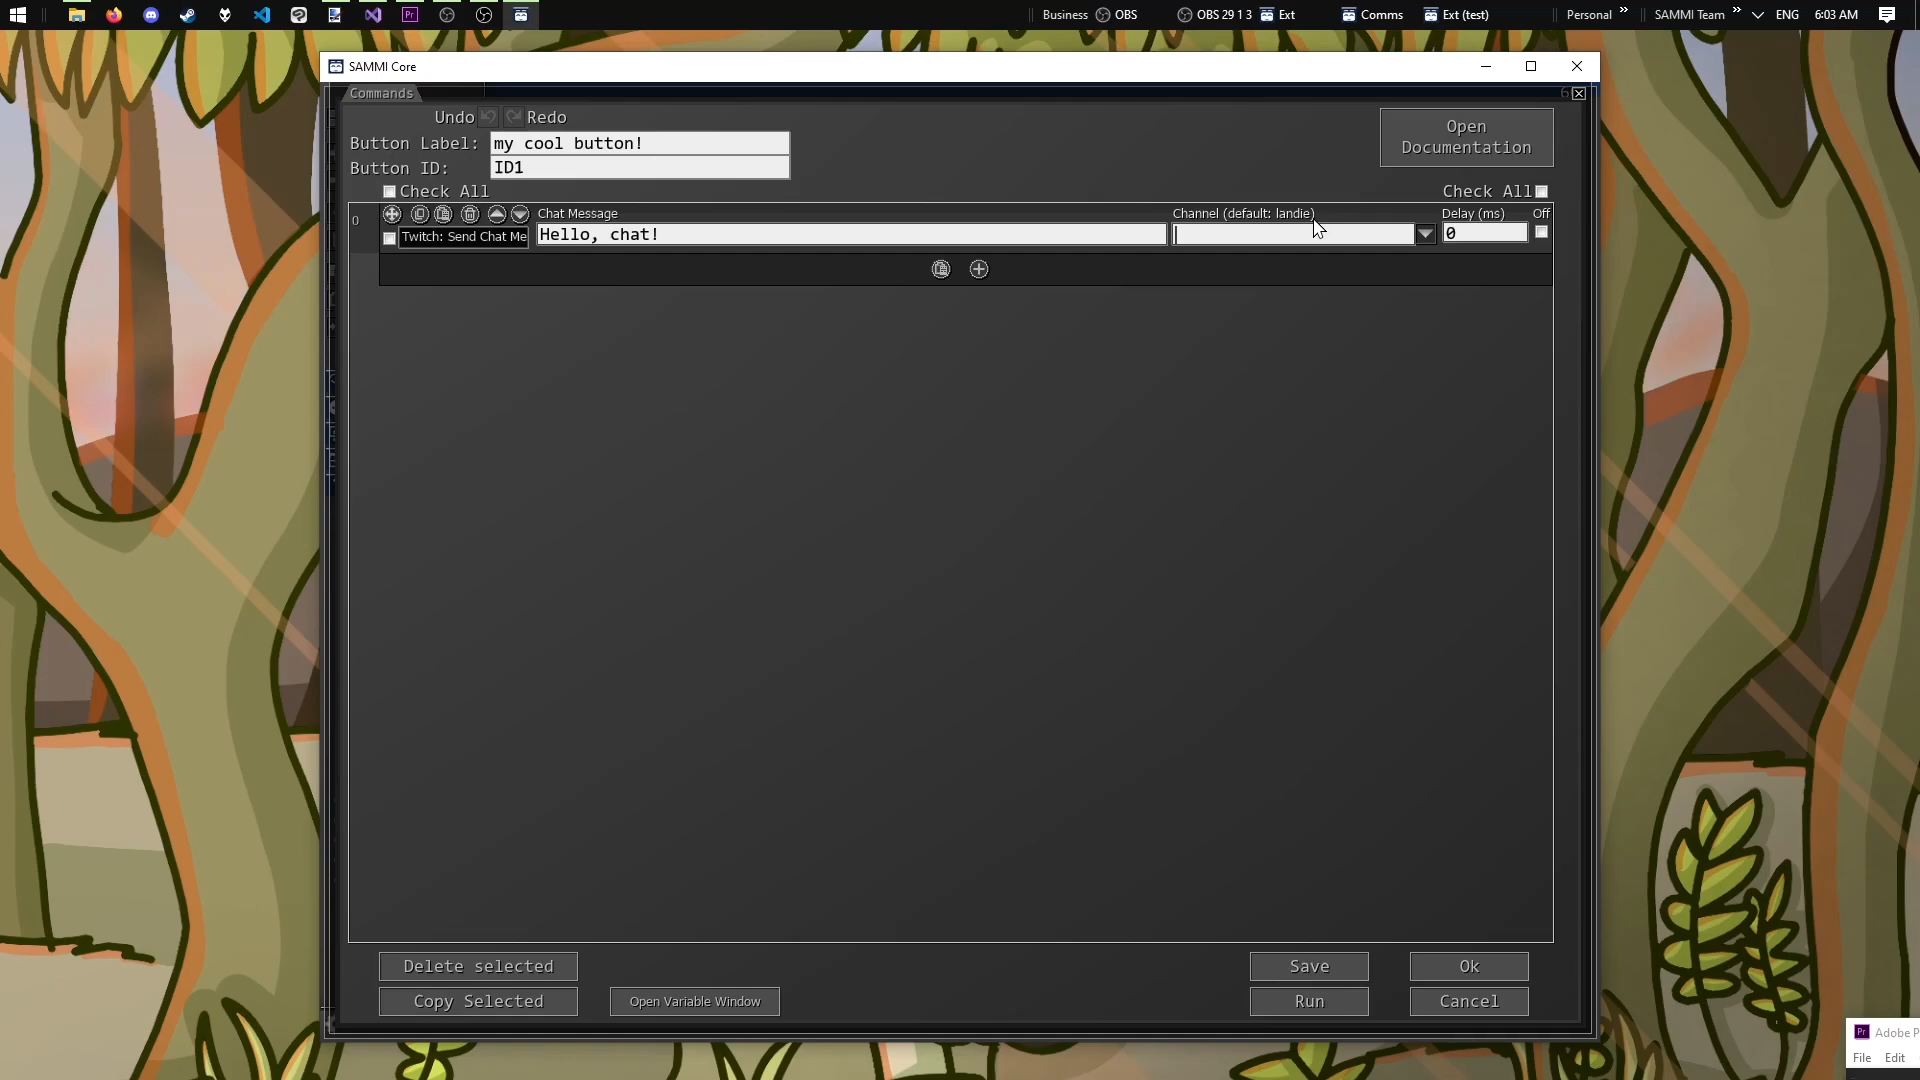 Business OBS OBS 29 1 3 Ext Comms Ext (test) Personal » SAMMI Team » ENG 6:03 AM
SAMMI Core
Commands
Undo Redo
Button Label: my cool button!
Button ID: ID1
Open
Documentation
Check All Check All
0 Chat Message Channel (default: landie) Delay (ms) Off
Twitch: Send Chat Me Hello, chat! 0
Delete selected Save Ok
Copy Selected Open Variable Window Run Cancel
Pr Adobe P
File Edit